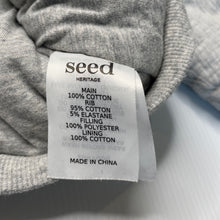 seed
HERITAGE
MAIN
100% COTTON
RIB
95% COTTON
5% ELASTANE
FILLING
100% POLYESTER
LINING
100% COTTON
MADE IN CHINA